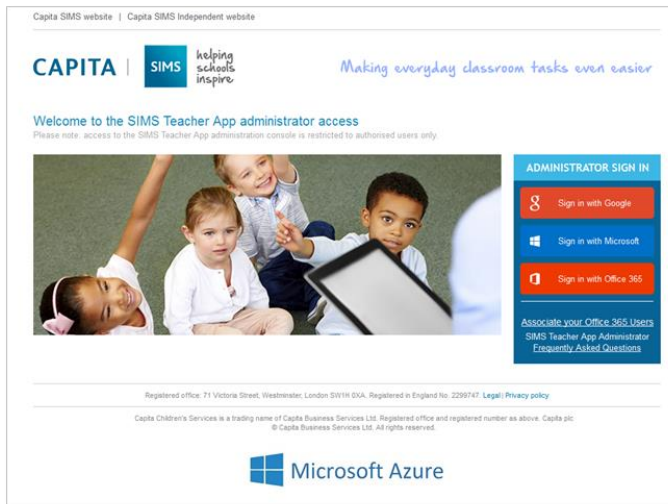 Capita SIMS website | Capita SIMS Independent website
CAPITA | SIMS helping
schools
inspire
Making everyday classroom tasks even easier
Welcome to the SIMS Teacher App administrator access
Please note. access to the SIMS Teacher App administration console is restricted to authorised users only.
ADMINISTRATOR SIGN IN
Sign in with Google
Sign in with Microsoft
Sign in with Office 365
Associate your Office 365 Users
SIMS Teacher App Administrator
Frequently Asked Questions
Registered office: 71 Victoria Street, Westminster, London SW1H 0XA. Registered in England No. 2299747. Legal | Privacy policy
Capita Children's Services is a trading name of Capita Business Services Ltd. Registered office and registered number as above. Capita plc
© Capita Business Services Ltd. All rights reserved.
Microsoft Azure